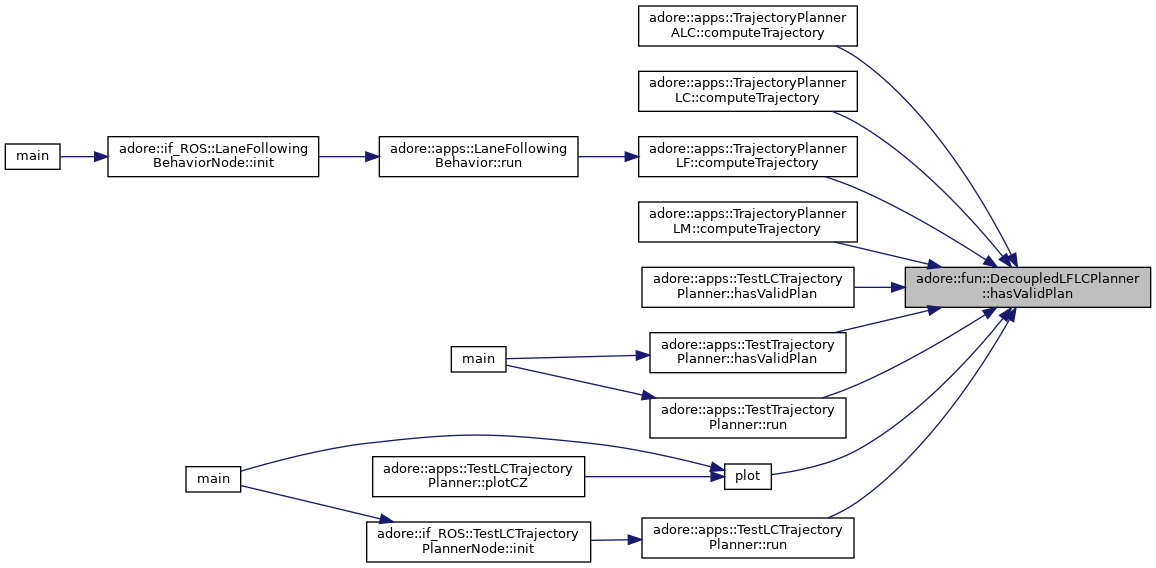 adore::apps::TrajectoryPlanner
ALC::computeTrajectory
adore::apps::TrajectoryPlanner
LC::computeTrajectory
main
adore::if_ROS::LaneFollowing
BehaviorNode::init
adore::apps::LaneFollowing
Behavior::run
adore::apps::TrajectoryPlanner
LF::computeTrajectory
adore::apps::TrajectoryPlanner
LM::computeTrajectory
adore::apps::TestLCTrajectory
Planner::hasValidPlan
adore::fun::DecoupledLFLCPlanner
::hasValidPlan
main
adore::apps::TestTrajectory
Planner::hasValidPlan
adore::apps::TestTrajectory
Planner::run
main
adore::apps::TestLCTrajectory
Planner::plotCZ
plot
adore::if_ROS::TestLCTrajectory
PlannerNode::init
adore::apps::TestLCTrajectory
Planner::run